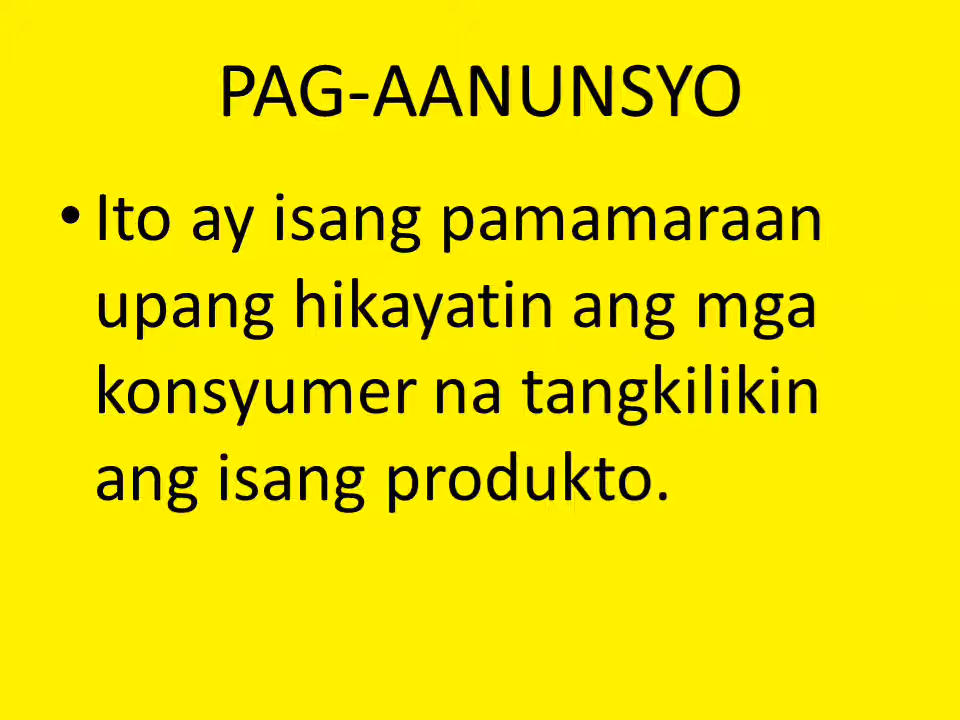 PAG-AANUNSYO
• Ito ay isang pamamaraan
upang hikayatin ang mga
konsyumer na tangkilikin
ang isang produkto.